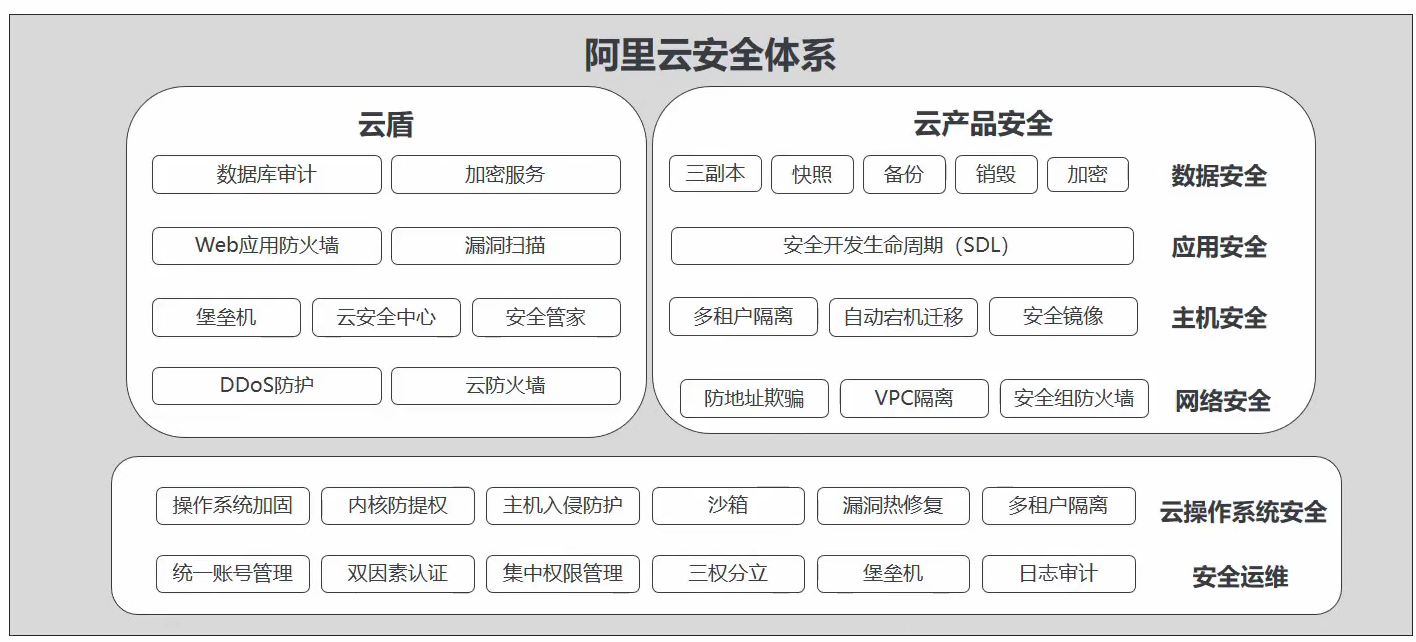 阿里云安全体系
云盾
数据库审计 加密服务
Web应用防火墙 漏洞扫描
堡垒机 云安全中心 安全管家
DDoS防护 云防火墙
云产品安全
三副本 快照 备份 销毁 加密 数据安全
安全开发生命周期（SDL） 应用安全
多租户隔离 自动宕机迁移 安全镜像 主机安全
防地址欺骗 VPC隔离 安全组防火墙 网络安全
操作系统加固 内核防提权 主机入侵防护 沙箱 漏洞热修复 多租户隔离 云操作系统安全
统一账号管理 双因素认证 集中权限管理 三权分立 堡垒机 日志审计 安全运维